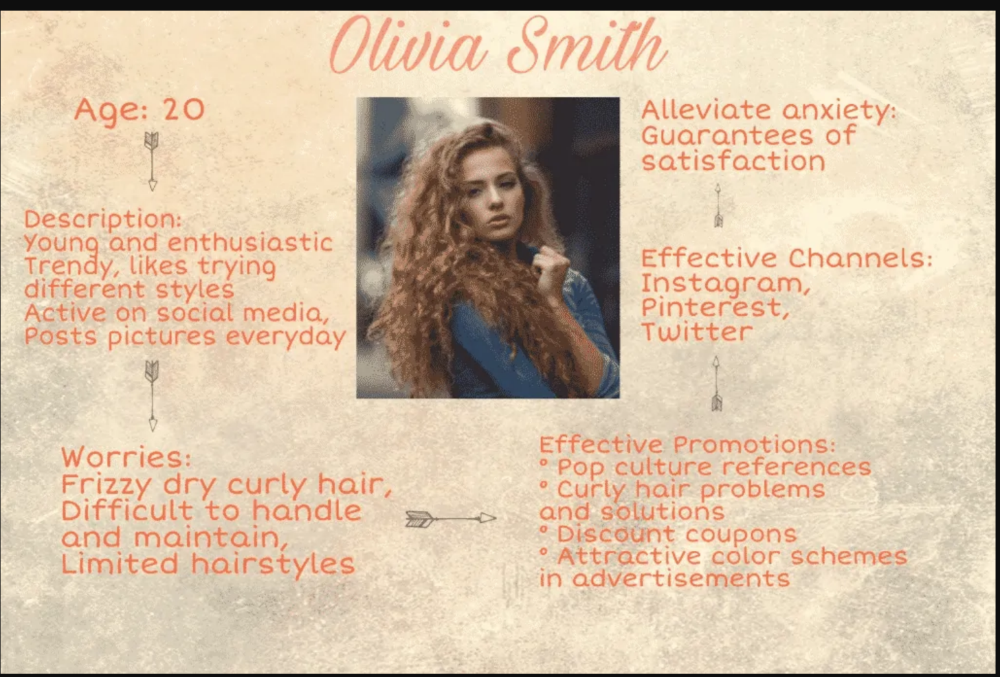 Olivia Smith
Age: 20
Description:
Young and enthusiastic
Trendy, likes trying
different styles
Active on social media,
Posts pictures everyday
Worries:
Frizzy dry curly hair,
Difficult to handle
and maintain,
Limited hairstyles
Effective Promotions:
° Pop culture references
° Curly hair problems
and solutions
° Discount coupons
° Attractive color schemes
in advertisements
Effective Channels:
Instagram,
Pinterest,
Twitter
Alleviate anxiety:
Guarantees of
satisfaction